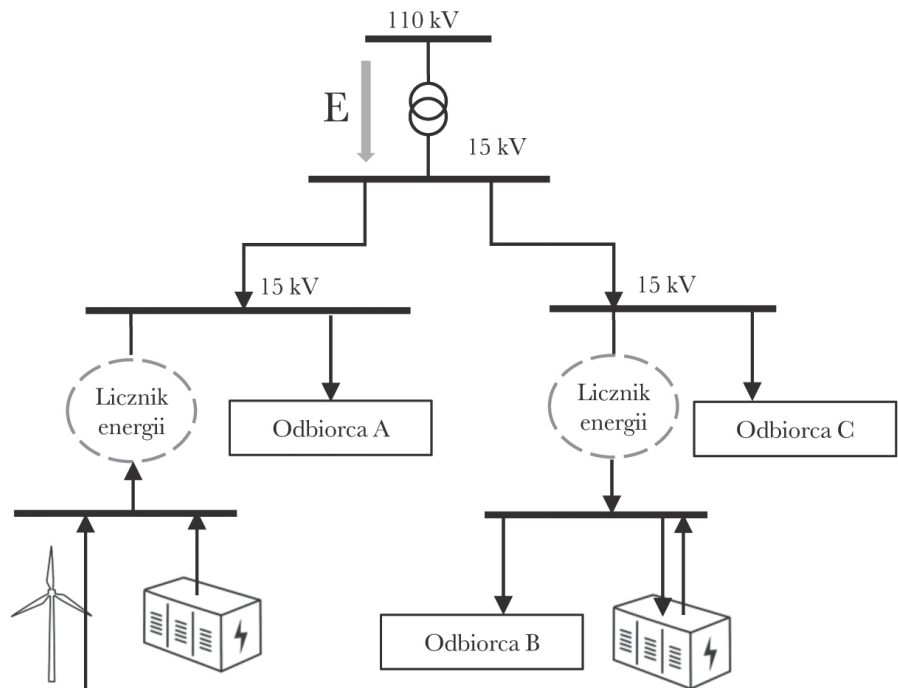 110 kV
E
15 kV
15 kV
15 kV
Licznik
energii
Odbiorca A
Licznik
energii
Odbiorca C
Odbiorca B